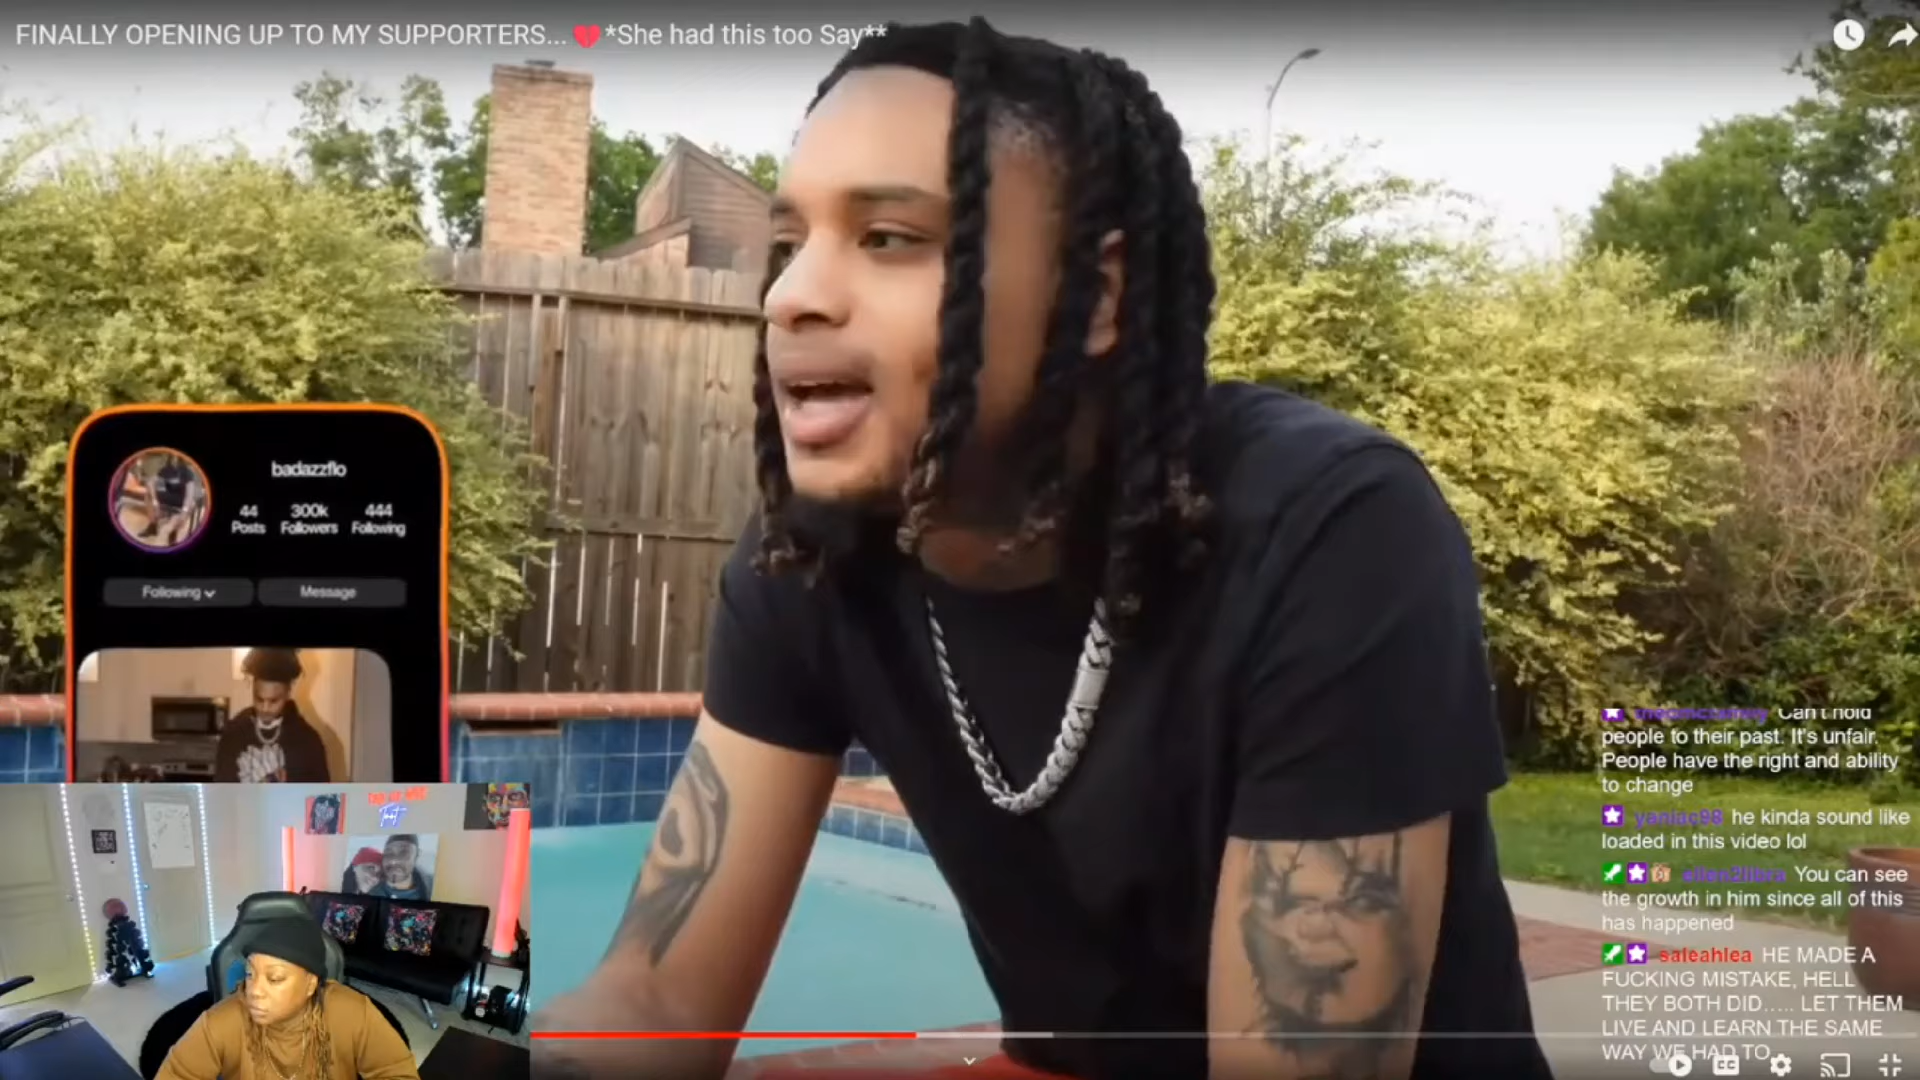 FINALLY OPENING UP TO MY SUPPORTERS... 💔*She had this too Say**
badazzflo
44 300k 444
Posts Followers Following
Following Message
Can't hold
people to their past. It's unfair.
People have the right and ability
to change
yaniac98 he kinda sound like
loaded in this video lol
ellen2libra You can see
the growth in him since all of this
has happened
saleahlea HE MADE A
FUCKING MISTAKE, HELL
THEY BOTH DID..... LET THEM
LIVE AND LEARN THE SAME
WAY WE HAD TO
CC